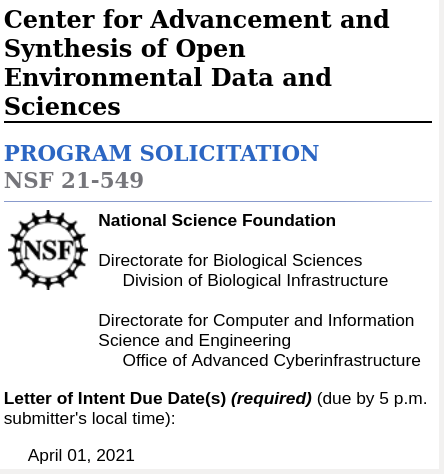 Center for Advancement and
Synthesis of Open
Environmental Data and
Sciences
PROGRAM SOLICITATION
NSF 21-549
NSF
National Science Foundation
Directorate for Biological Sciences
Division of Biological Infrastructure
Directorate for Computer and Information
Science and Engineering
Office of Advanced Cyberinfrastructure
Letter of Intent Due Date(s) (required) (due by 5 p.m.
submitter's local time):
April 01, 2021